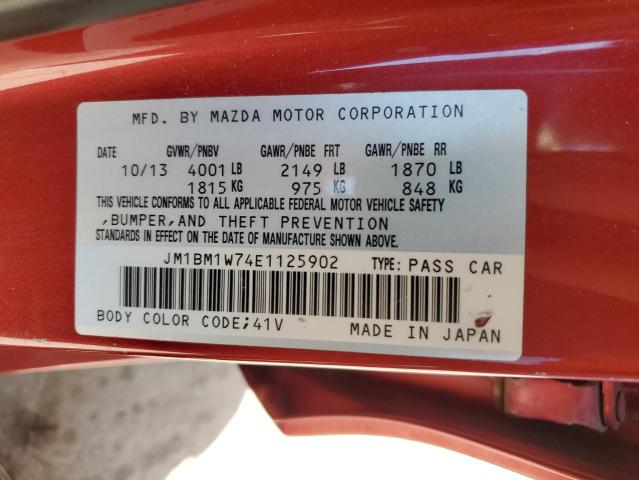 MFD. BY MAZDA MOTOR CORPORATION
DATE GVWR/PNBV GAWR/PNBE FRT GAWR/PNBE RR
10/13 4001 LB 2149 LB 1870 LB
1815 KG 975 KG 848 KG
THIS VEHICLE CONFORMS TO ALL APPLICABLE FEDERAL MOTOR VEHICLE SAFETY
,BUMPER,AND THEFT PREVENTION
STANDARDS IN EFFECT ON THE DATE OF MANUFACTURE SHOWN ABOVE.
JM1BM1W74E1125902 TYPE: PASS CAR
BODY COLOR CODE;41V MADE IN JAPAN